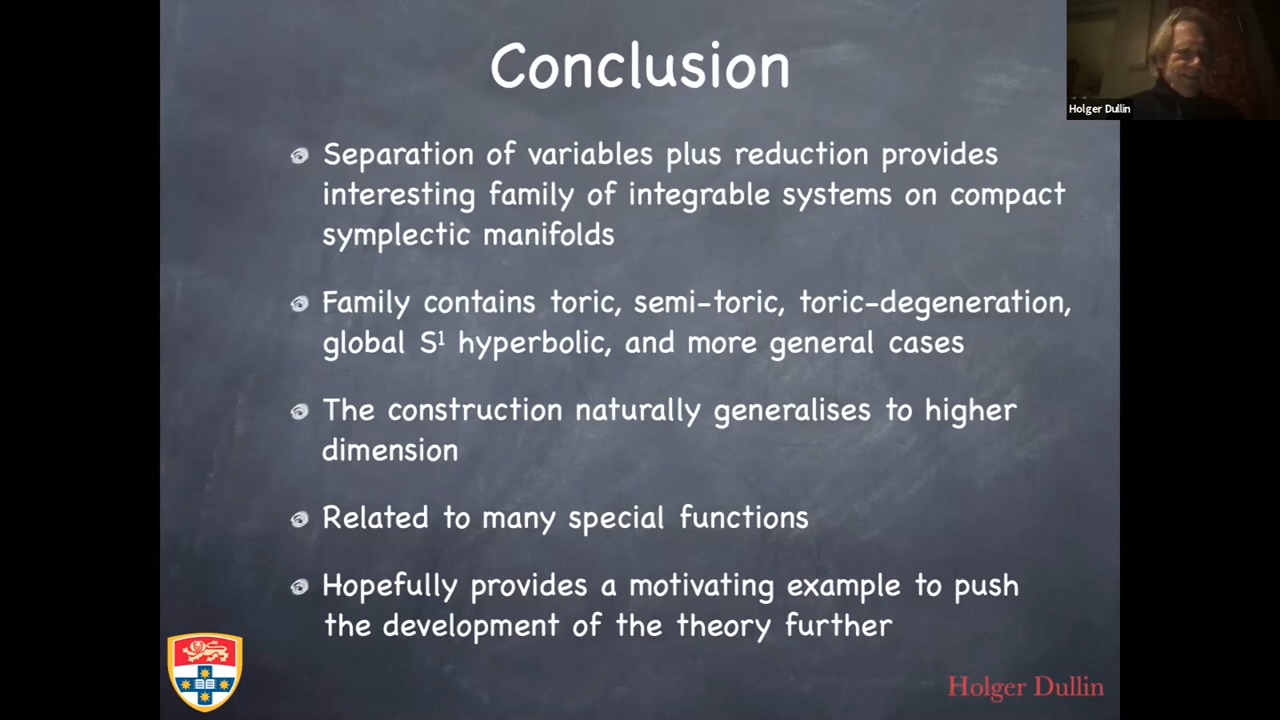 Conclusion
Holger Dullin
Separation of variables plus reduction provides
interesting family of integrable systems on compact
symplectic manifolds
Family contains toric, semi-toric, toric-degeneration,
global S¹ hyperbolic, and more general cases
The construction naturally generalises to higher
dimension
Related to many special functions
Hopefully provides a motivating example to push
the development of the theory further
Holger Dullin